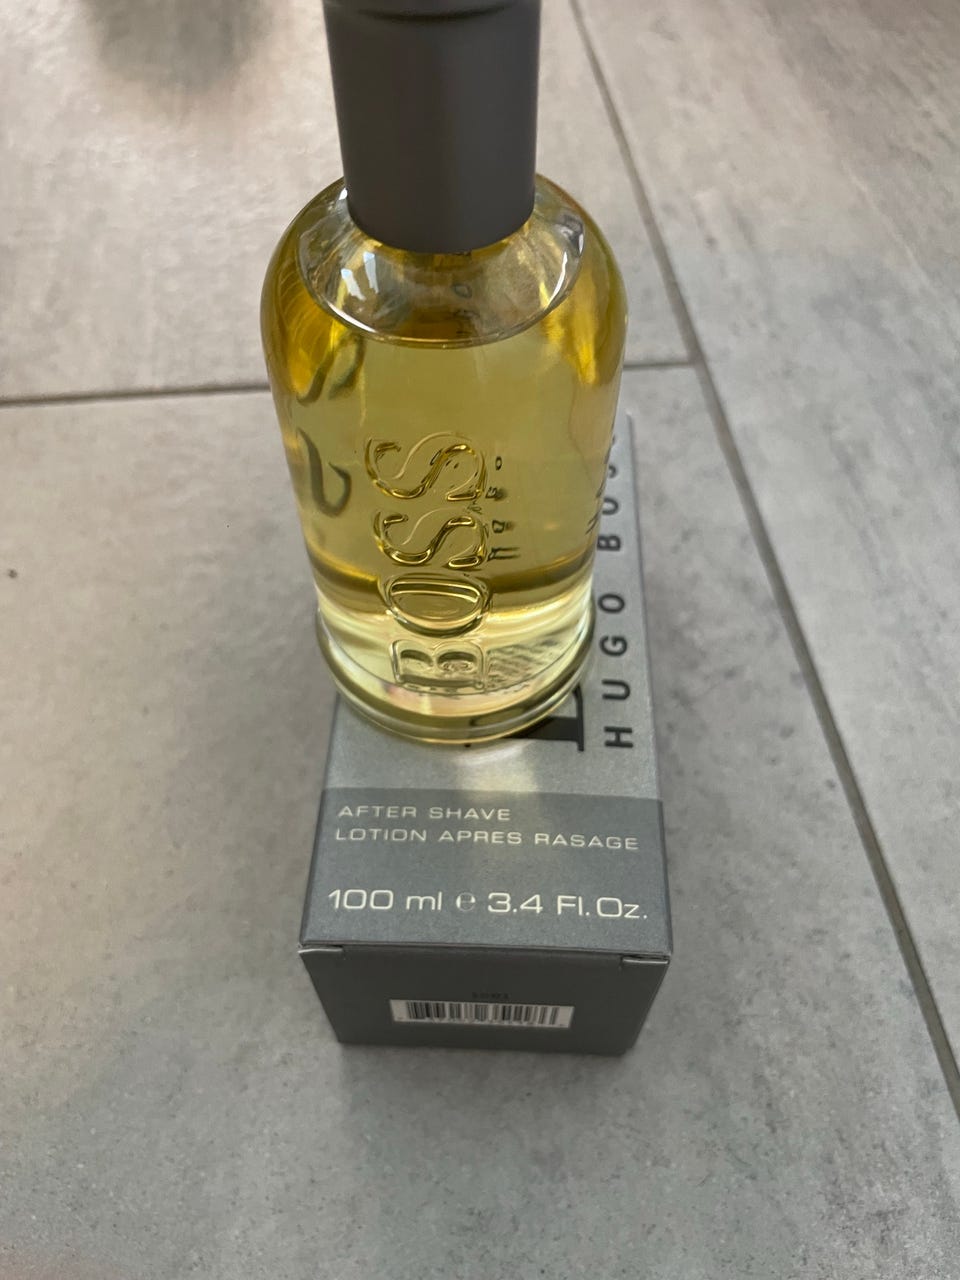 BOSS
HUGO BOSS
AFTER SHAVE
LOTION APRES RASAGE
100 ml ℮ 3.4 Fl. Oz.